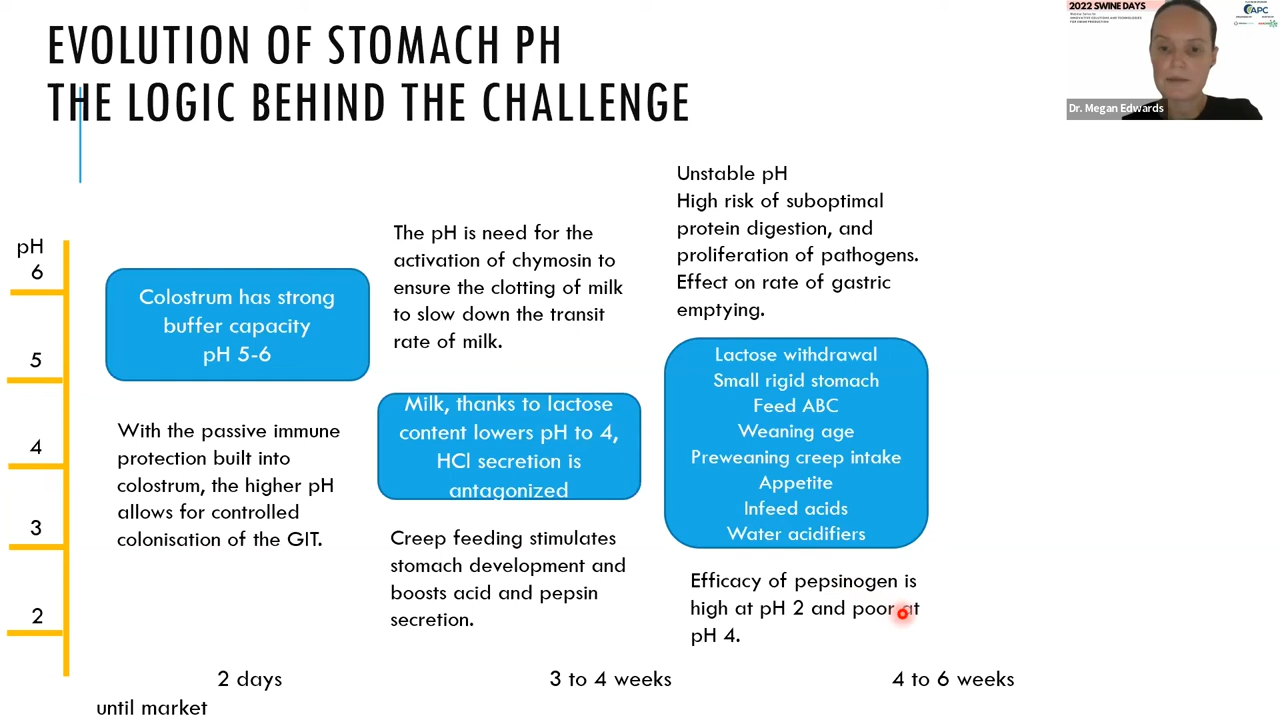 EVOLUTION OF STOMACH PH
THE LOGIC BEHIND THE CHALLENGE
2022 SWINE DAYS
APC
Dr. Megan Edwards
pH
6
5
4
3
2
Colostrum has strong
buffer capacity
pH 5-6
With the passive immune
protection built into
colostrum, the higher pH
allows for controlled
colonisation of the GIT.
The pH is need for the
activation of chymosin to
ensure the clotting of milk
to slow down the transit
rate of milk.
Milk, thanks to lactose
content lowers pH to 4,
HCl secretion is
antagonized
Creep feeding stimulates
stomach development and
boosts acid and pepsin
secretion.
Unstable pH
High risk of suboptimal
protein digestion, and
proliferation of pathogens.
Effect on rate of gastric
emptying.
Lactose withdrawal
Small rigid stomach
Feed ABC
Weaning age
Preweaning creep intake
Appetite
Infeed acids
Water acidifiers
Efficacy of pepsinogen is
high at pH 2 and poor at
pH 4.
2 days
3 to 4 weeks
4 to 6 weeks
until market